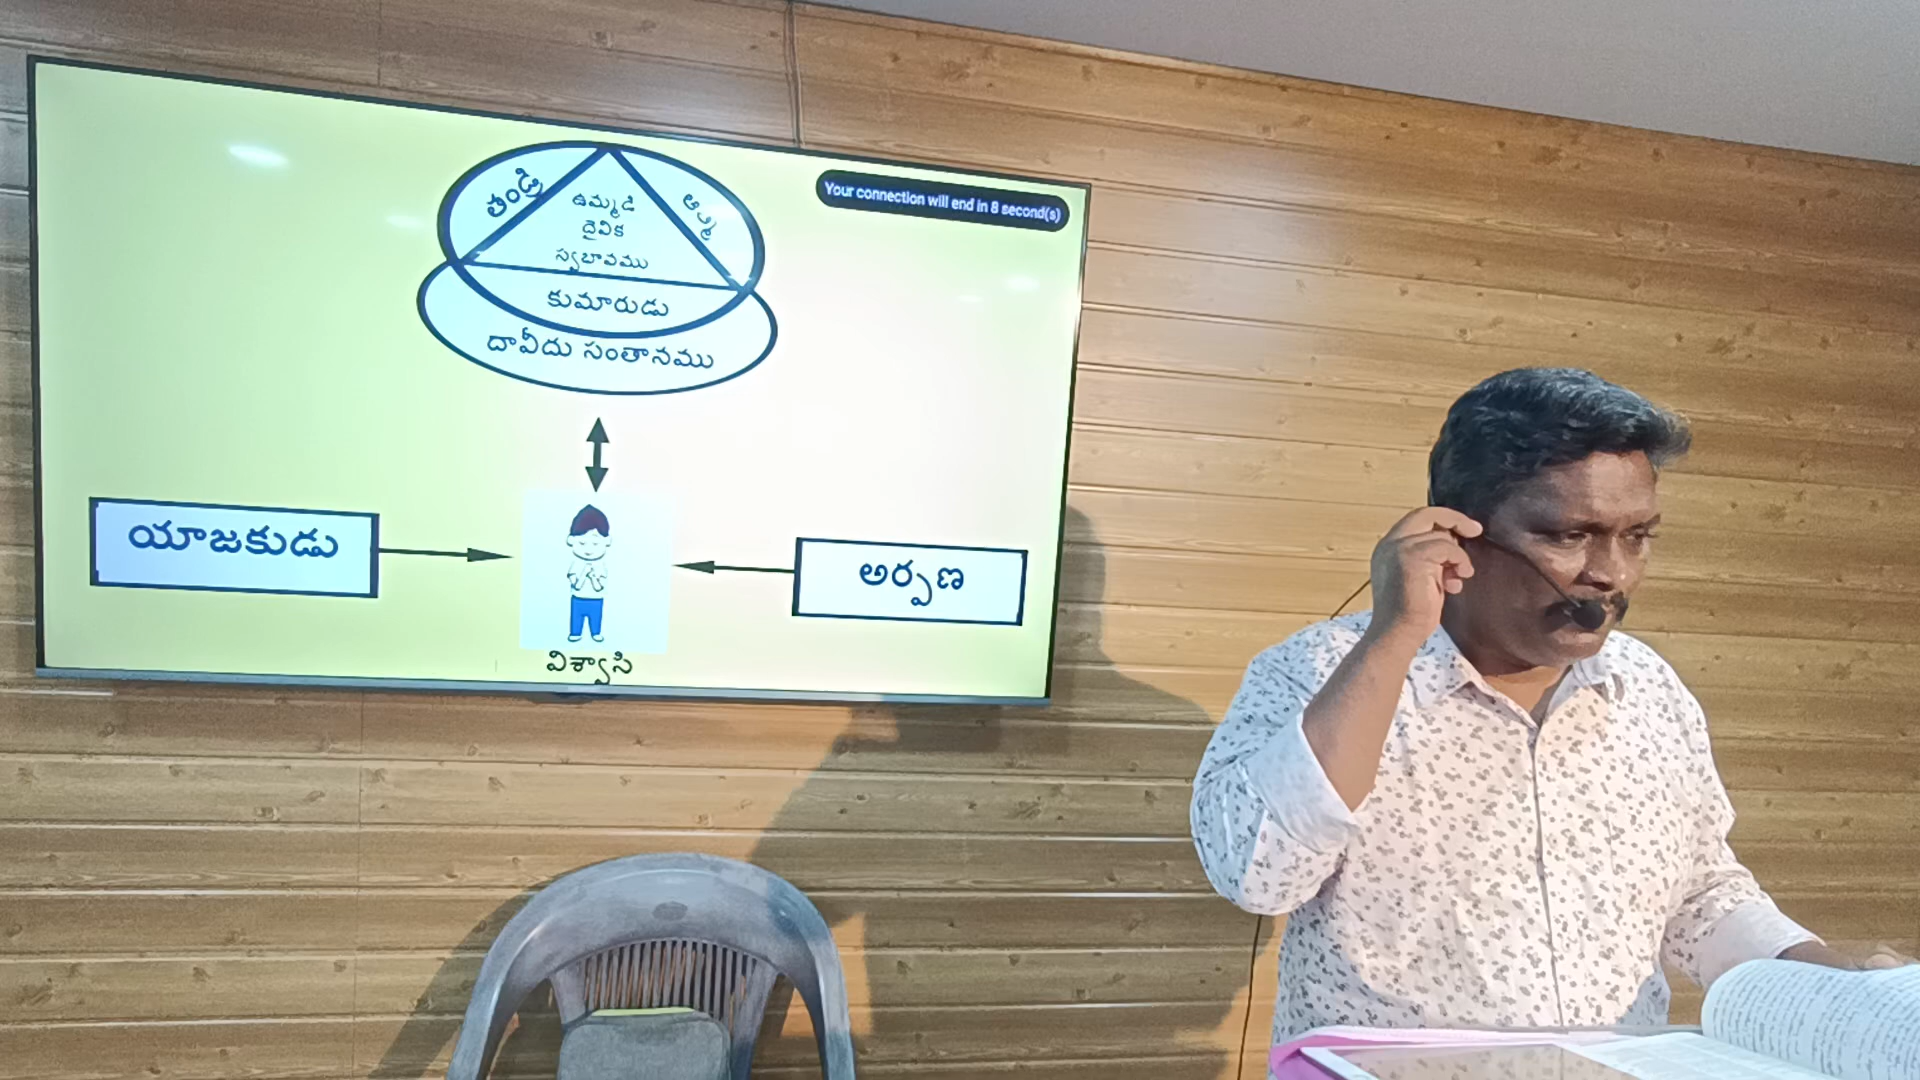 Your connection will end in 8 second(s)
తండ్రి
ఆత్మ
ఉమ్మడి
దైవిక
స్వభావము
కుమారుడు
దావీదు సంతానము
యాజకుడు
అర్పణ
విశ్వాసి